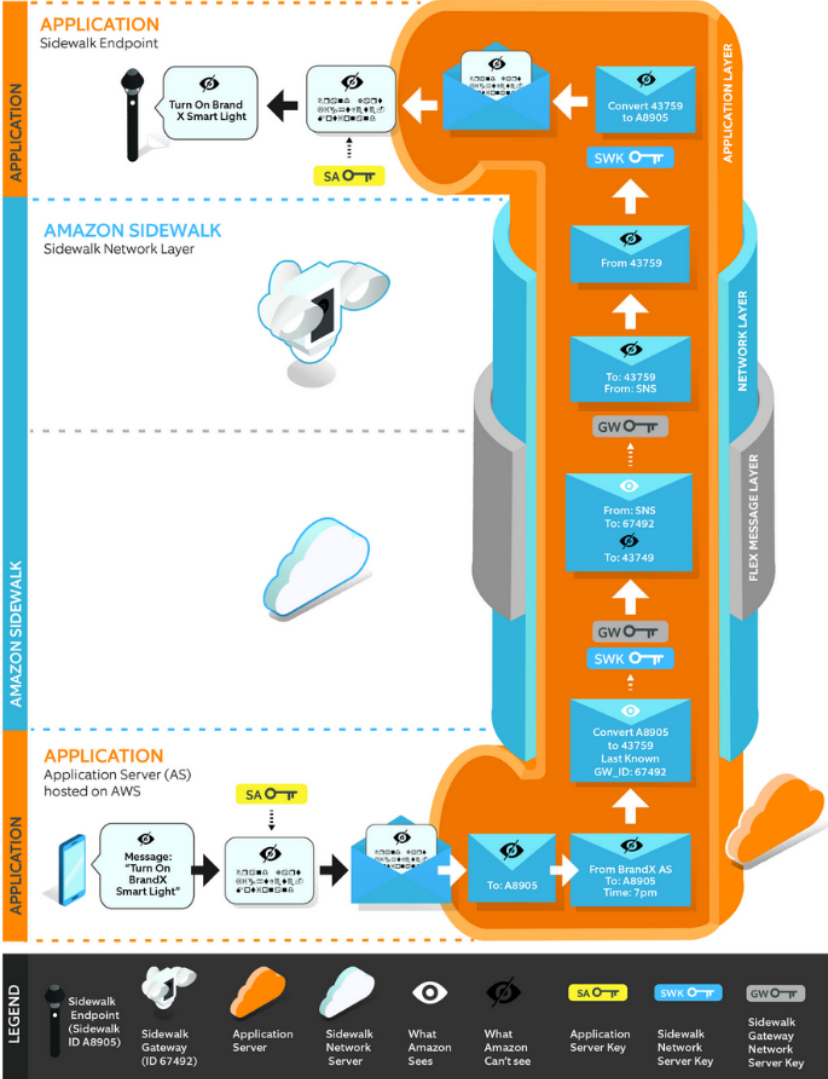 APPLICATION
Sidewalk Endpoint
Turn On Brand
X Smart Light
SA
Convert 43759
to A8905
SWK
APPLICATION LAYER
APPLICATION
AMAZON SIDEWALK
Sidewalk Network Layer
From 43759
To: 43759
From: SNS
GW
NETWORK LAYER
From: SNS
To: 67492
To: 43749
FLEX MESSAGE LAYER
GW
SWK
AMAZON SIDEWALK
Convert A8905
to 43759
Last Known
GW_ID: 67492
APPLICATION
Application Server (AS)
hosted on AWS
SA
Message:
"Turn On
BrandX
Smart Light"
To: A8905
From BrandX AS
To: A8905
Time: 7pm
APPLICATION
LEGEND
Sidewalk
Endpoint
(Sidewalk
ID A8905)
Sidewalk
Gateway
(ID 67492)
Application
Server
Sidewalk
Network
Server
What
Amazon
Sees
What
Amazon
Can't see
SA
Application
Server Key
SWK
Sidewalk
Network
Server Key
GW
Sidewalk
Gateway
Network
Server Key